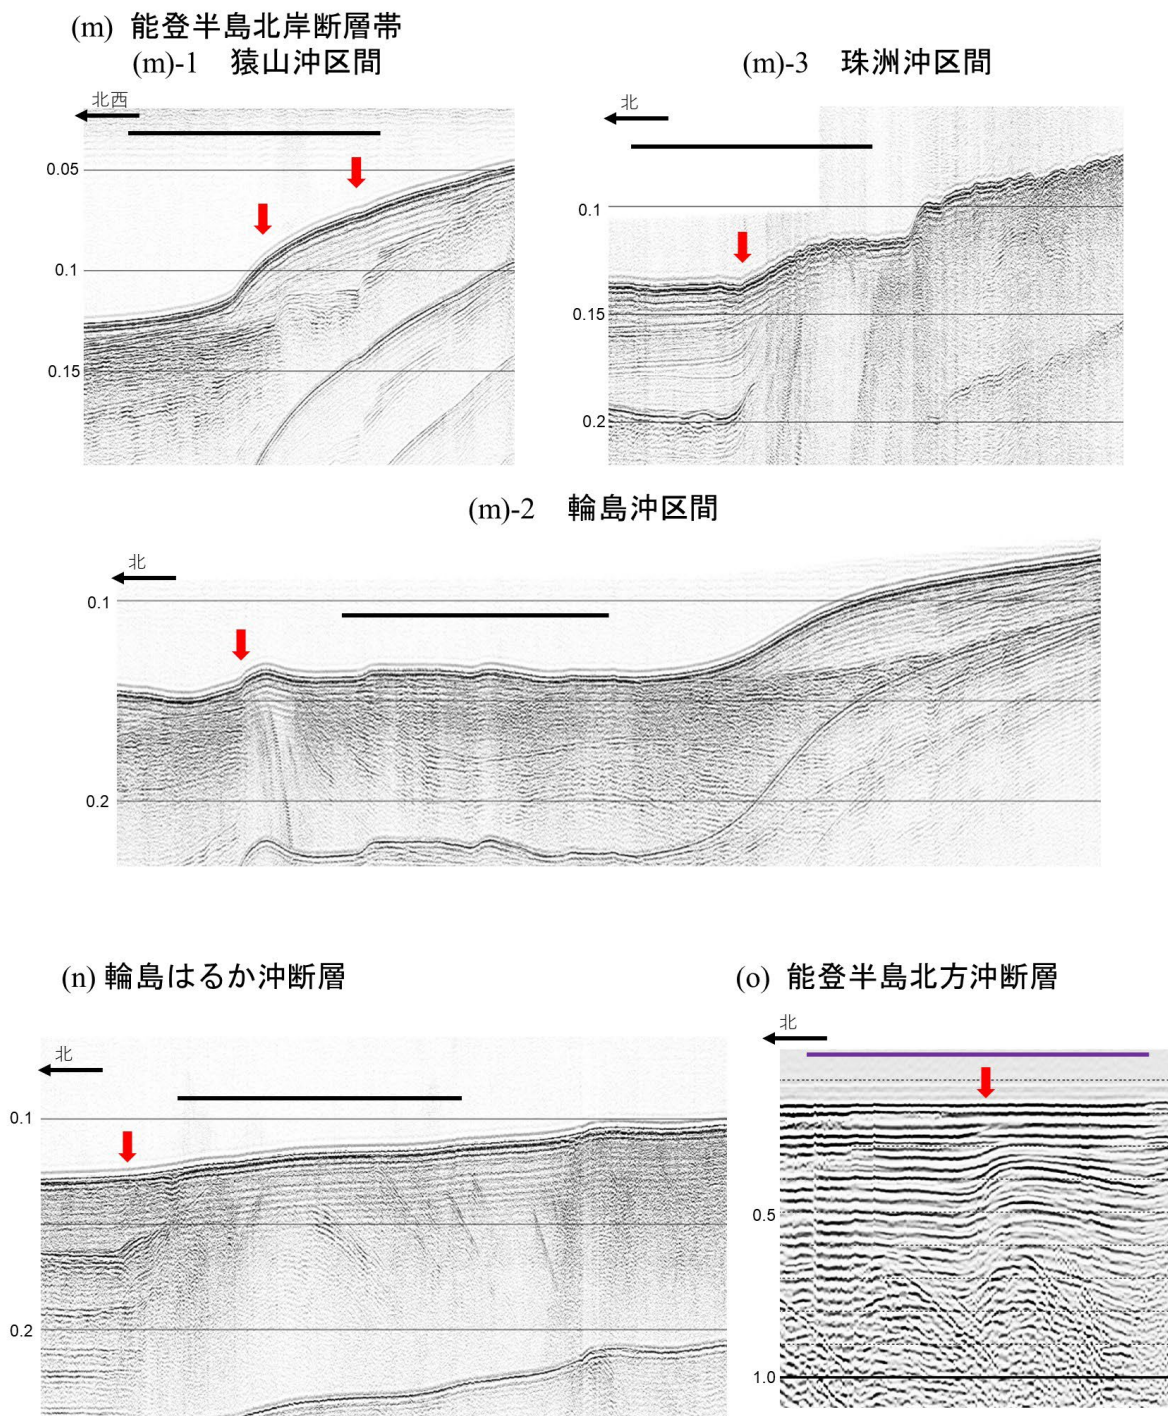 (m) 能登半島北岸断層帯
(m)-1 猿山沖区間
(m)-3 珠洲沖区間
北西
0.05
0.1
0.15
北
0.1
0.15
0.2
(m)-2 輪島沖区間
北
0.1
0.2
(n) 輪島はるか沖断層
(o) 能登半島北方沖断層
北
0.1
0.2
北
0.5
1.0